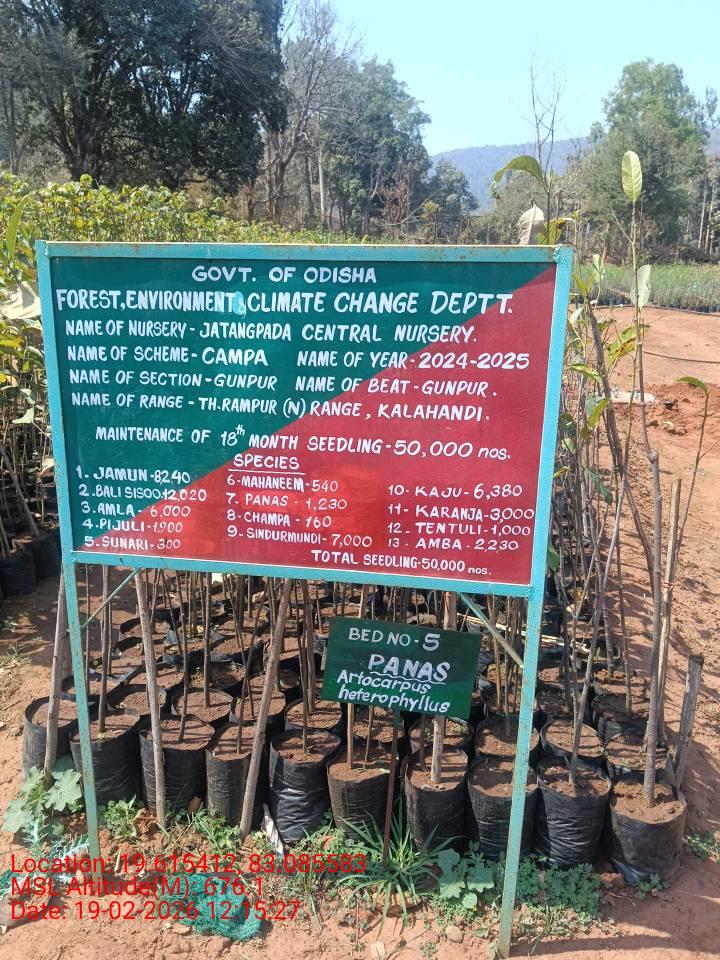 GOVT. OF ODISHA
FOREST, ENVIRONMENT & CLIMATE CHANGE DEPTT.
NAME OF NURSERY - JATANGPADA CENTRAL NURSERY.
NAME OF SCHEME - CAMPA NAME OF YEAR - 2024-2025
NAME OF SECTION - GUNPUR NAME OF BEAT - GUNPUR.
NAME OF RANGE - TH.RAMPUR (N) RANGE, KALAHANDI.
MAINTENANCE OF 18th MONTH SEEDLING - 50,000 nos.
SPECIES
1. JAMUN - 8240
2. BALI SISOO - 12,020
3. AMLA - 6,000
4. PIJULI - 1,900
5. SUNARI - 300
6 - MAHANEEM - 540
7. PANAS - 1,230
8 - CHAMPA - 160
9 - SINDURMUNDI - 7,000
10 - KAJU - 6,380
11 - KARANJA - 3,000
12 - TENTULI - 1,000
13 - AMBA - 2,230
TOTAL SEEDLING - 50,000 nos.
BED NO - 5
PANAS
Artocarpus
heterophyllus
Location: 19.615412, 83.085583
MSL Altitude(M): 676.1
Date: 19-02-2026 12:15:27